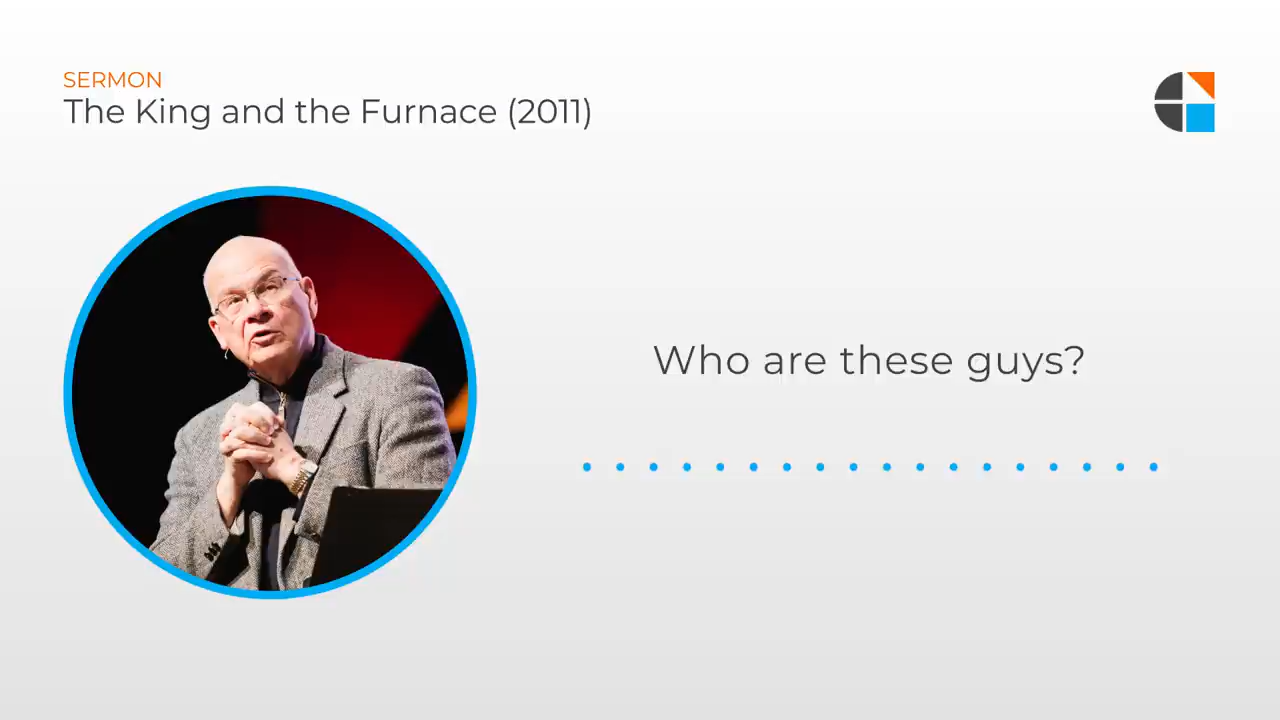 SERMON
The King and the Furnace (2011)
Who are these guys?